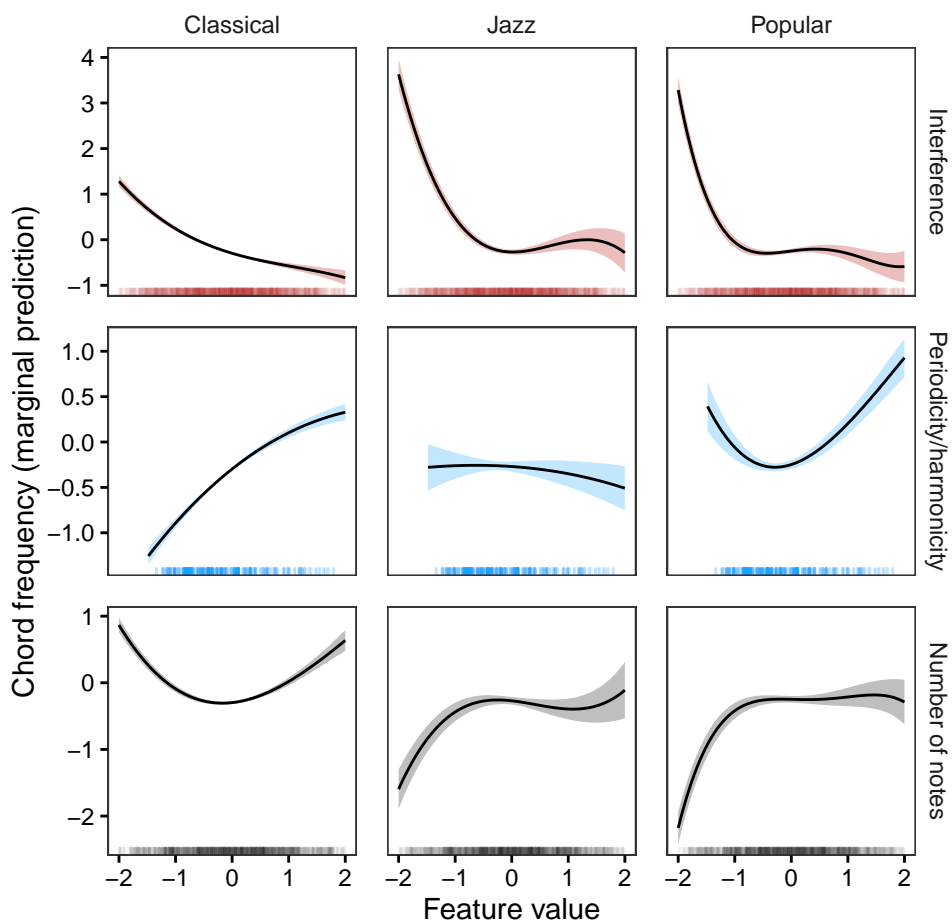 Classical
Jazz
Popular
4
3
2
1
0
−1
Interference
1.0
0.5
0.0
−0.5
−1.0
Periodicity/harmonicity
1
0
−1
−2
Number of notes
Chord frequency (marginal prediction)
−2 −1 0 1 2
−2 −1 0 1 2
−2 −1 0 1 2
Feature value